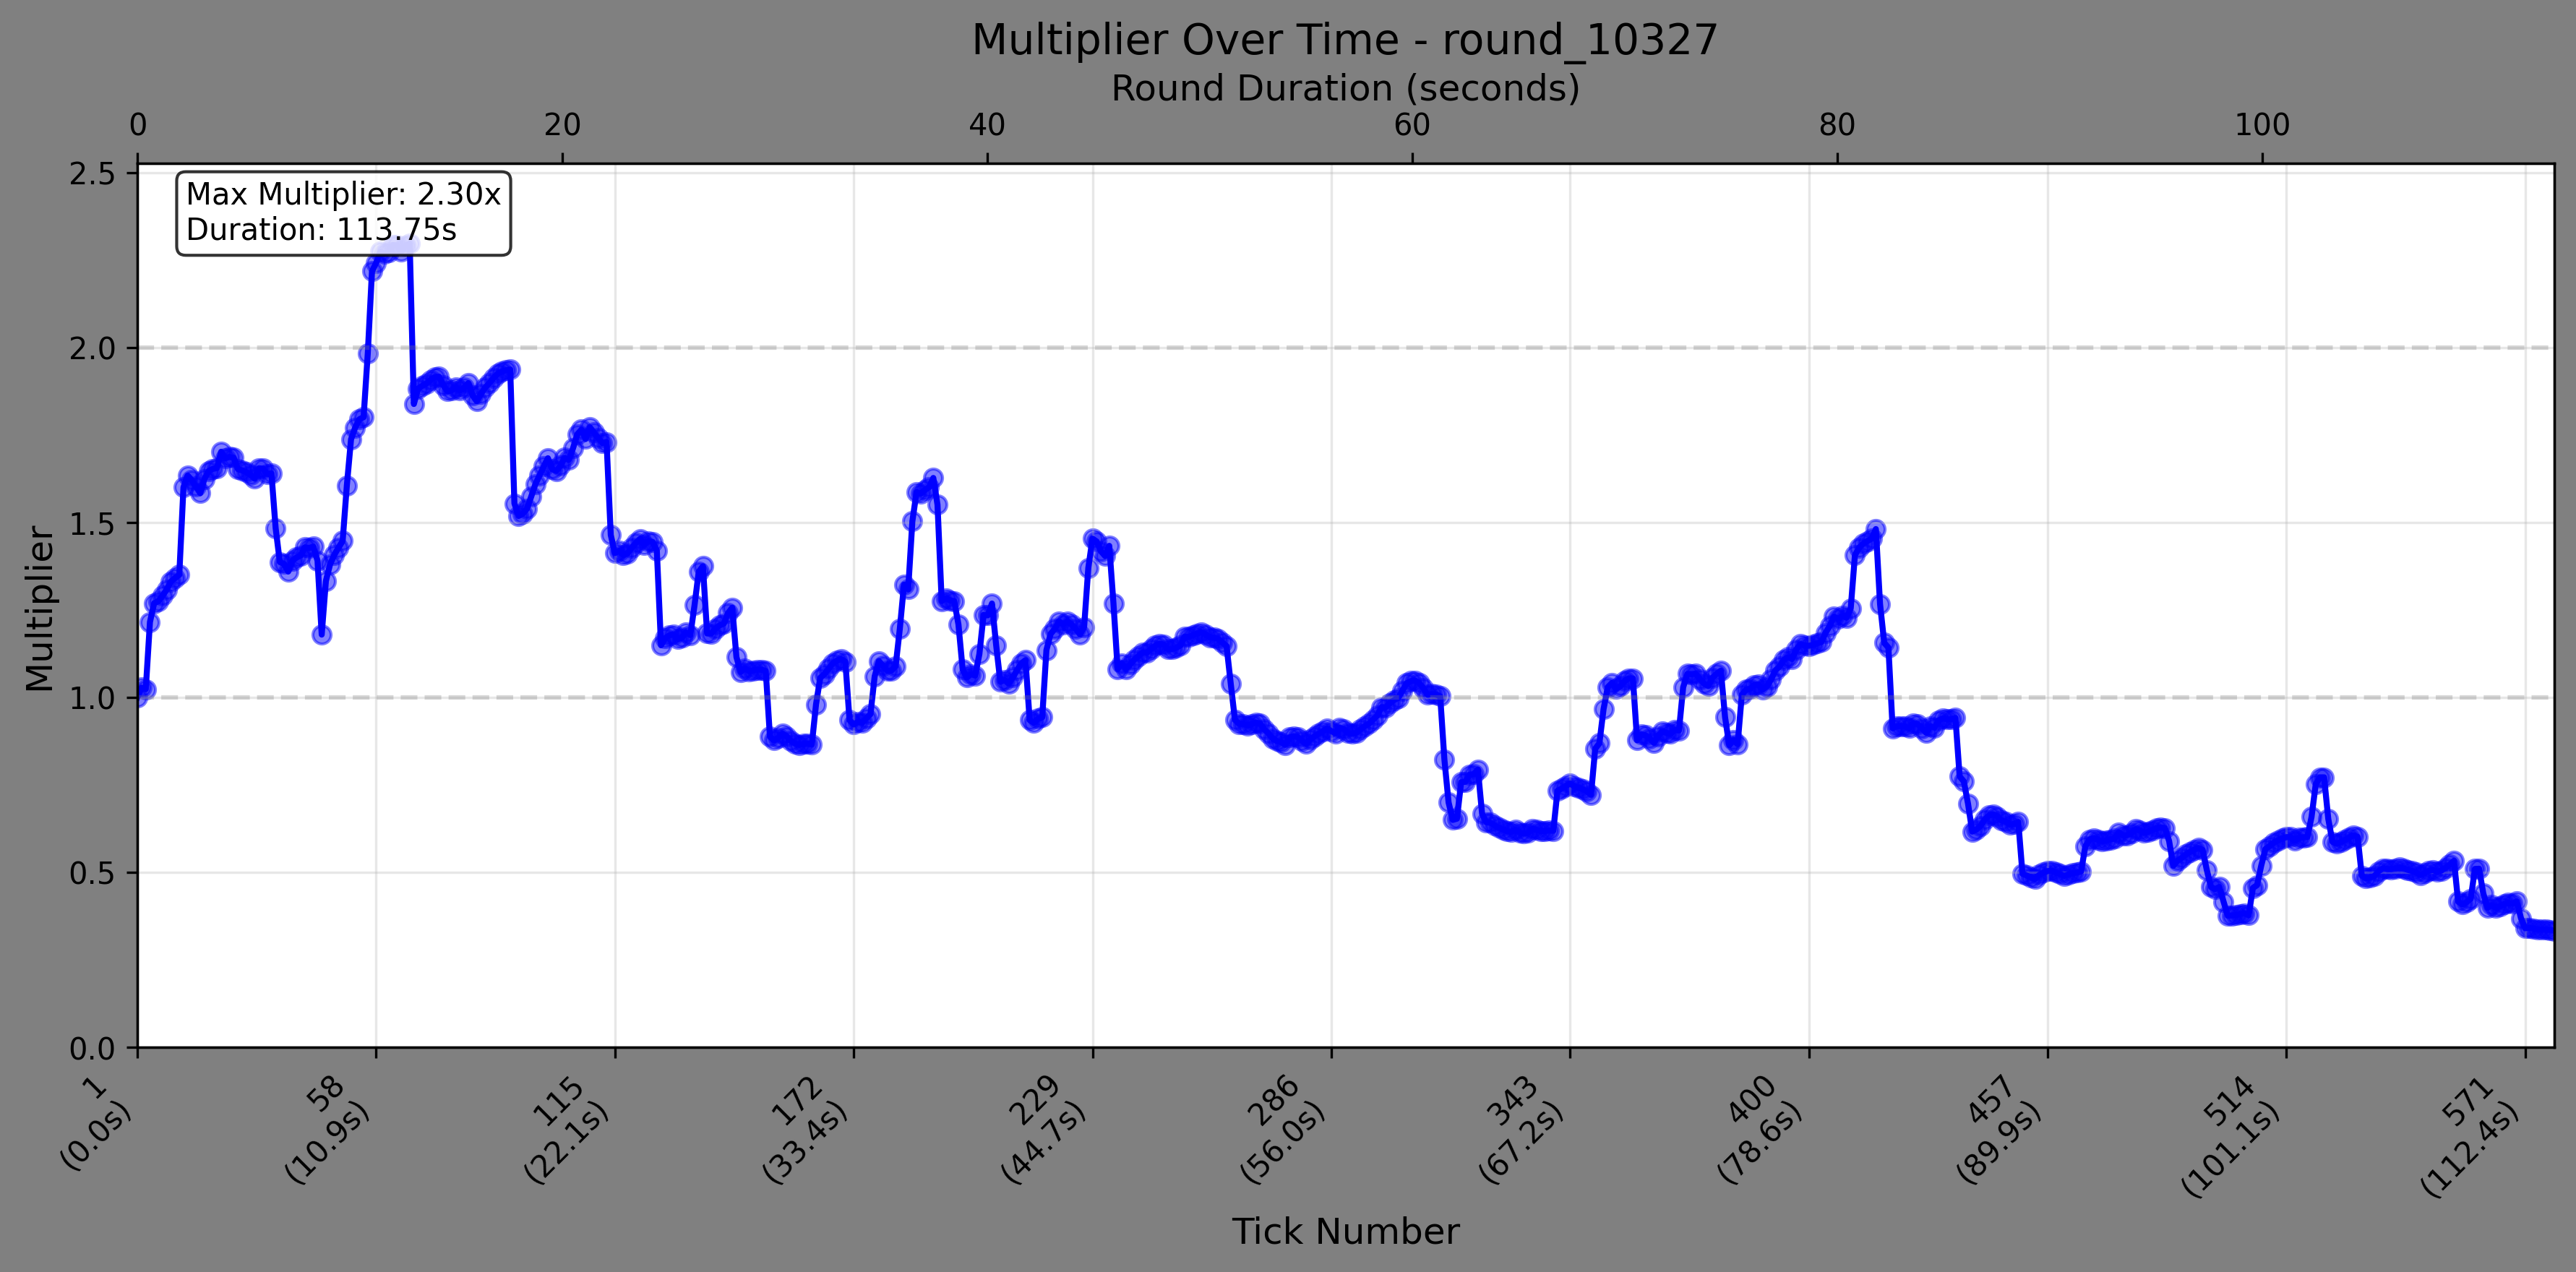 Multiplier Over Time - round_10327
Round Duration (seconds)
0 20 40 60 80 100
Max Multiplier: 2.30x
Duration: 113.75s
Multiplier
2.5
2.0
1.5
1.0
0.5
0.0
1
(0.0s)
58
(10.9s)
115
(22.1s)
172
(33.4s)
229
(44.7s)
286
(56.0s)
343
(67.2s)
400
(78.6s)
457
(89.9s)
514
(101.1s)
571
(112.4s)
Tick Number